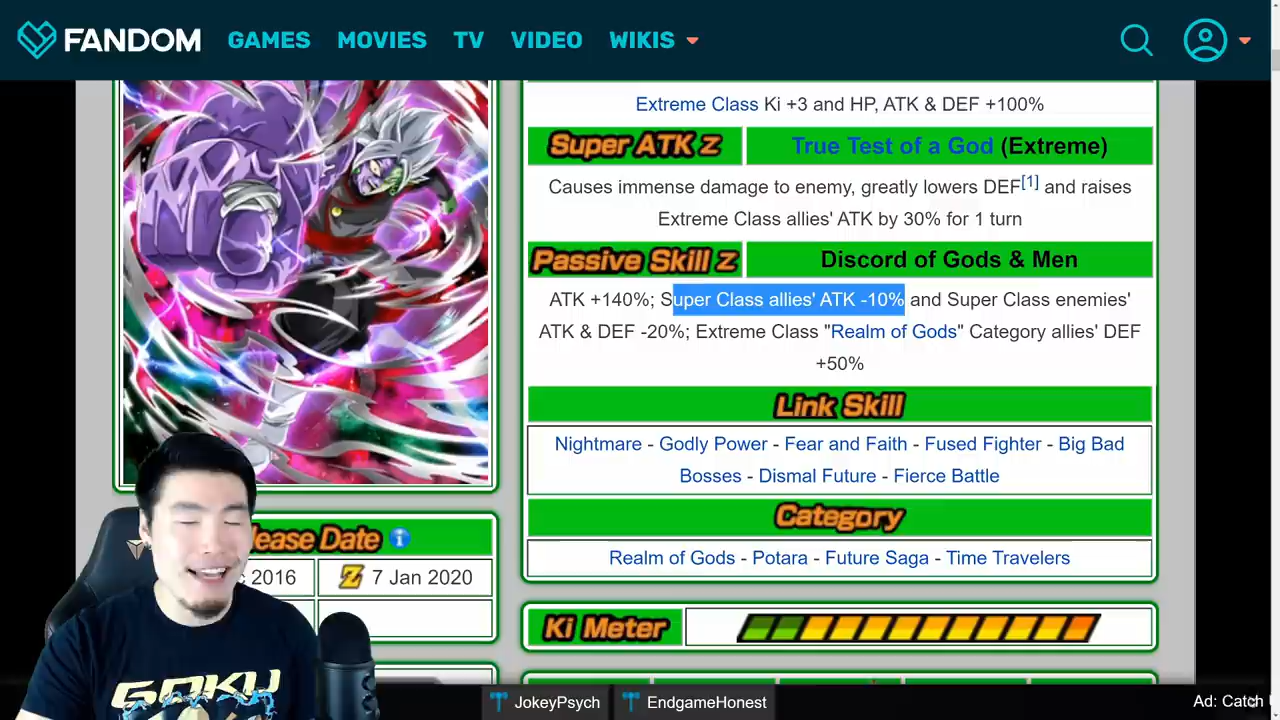 FANDOM GAMES MOVIES TV VIDEO WIKIS
Extreme Class Ki +3 and HP, ATK & DEF +100%
Super ATK Z True Test of a God (Extreme)
Causes immense damage to enemy, greatly lowers DEF[1] and raises
Extreme Class allies' ATK by 30% for 1 turn
Passive Skill Z Discord of Gods & Men
ATK +140%; Super Class allies' ATK -10% and Super Class enemies'
ATK & DEF -20%; Extreme Class "Realm of Gods" Category allies' DEF
+50%
Link Skill
Nightmare - Godly Power - Fear and Faith - Fused Fighter - Big Bad
Bosses - Dismal Future - Fierce Battle
Category
Realm of Gods - Potara - Future Saga - Time Travelers
Ki Meter
lease Date i
2016 Z 7 Jan 2020
GOKU
JokeyPsych EndgameHonest Ad: Catch